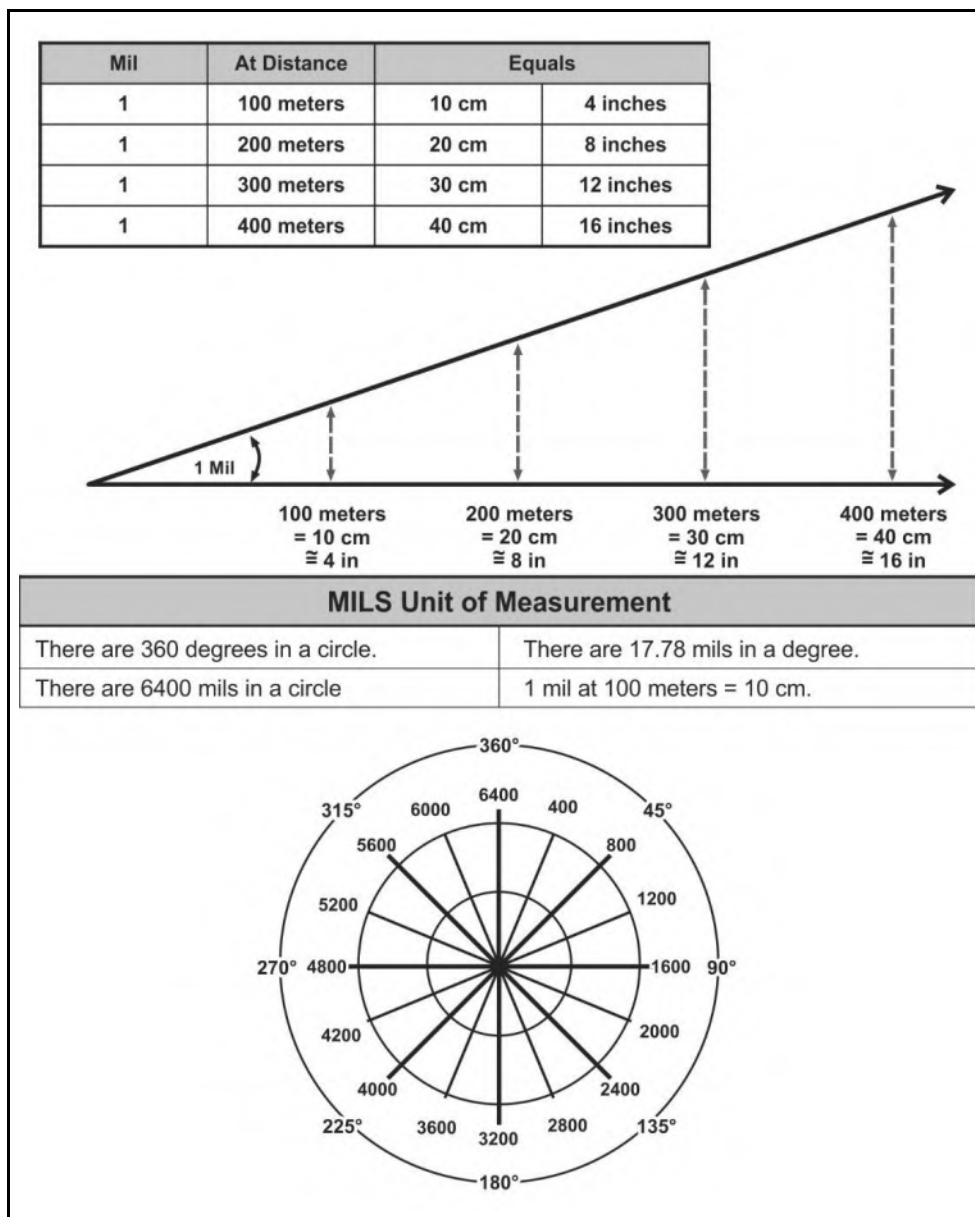 Mil At Distance Equals
1 100 meters 10 cm 4 inches
1 200 meters 20 cm 8 inches
1 300 meters 30 cm 12 inches
1 400 meters 40 cm 16 inches
1 Mil
100 meters
= 10 cm
≅ 4 in
200 meters
= 20 cm
≅ 8 in
300 meters
= 30 cm
≅ 12 in
400 meters
= 40 cm
≅ 16 in
MILS Unit of Measurement
There are 360 degrees in a circle. There are 17.78 mils in a degree.
There are 6400 mils in a circle 1 mil at 100 meters = 10 cm.
360°
6400
6000 400
315° 45°
5600 800
5200 1200
270° 4800 1600 90°
4200 2000
4000 2400
3600 2800
225° 135°
3200
180°